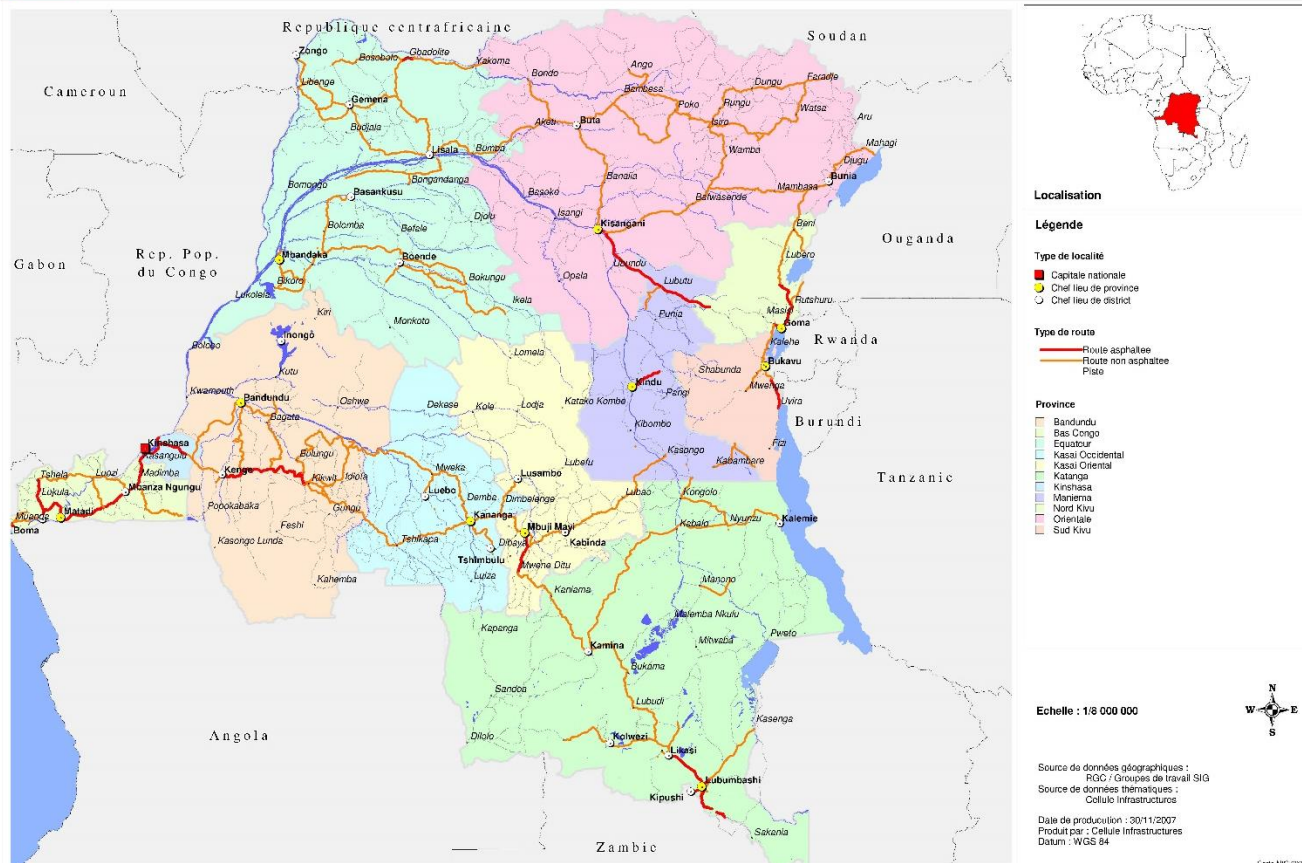 Republique centrafricaine
Soudan
Cameroun
Gabon
Rep. Pop.
du Congo
Ouganda
Rwanda
Burundi
Tanzanie
Angola
Zambie
Zongo
Bosobolo
Gbadolite
Yakoma
Libenge
Gemena
Budjala
Lisala
Bumba
Bongandanga
Bomongo
Basankusu
Bolomba
Befale
Djolu
Mbandaka
Bikoro
Boende
Bokungu
Lukolela
Ikela
Monkoto
Bondo
Ango
Bambesa
Dungu
Faradje
Poko
Rungu
Watsa
Isiro
Aru
Aketi
Buta
Wamba
Mahagi
Djugu
Banalia
Bunia
Mambasa
Basoko
Bafwasende
Isangi
Kisangani
Ubundu
Opala
Beni
Lubero
Lubutu
Rutshuru
Masisi
Goma
Punia
Kalehe
Bukavu
Shabunda
Mwenga
Uvira
Kindu
Pangi
Kibombo
Kasongo
Fizi
Kabambare
Kiri
Inongo
Bolobo
Kutu
Kwamouth
Bandundu
Oshwe
Bagata
Kinshasa
Kasangulu
Bulungu
Idiofa
Kenge
Kikwit
Gungu
Popokabaka
Feshi
Kasongo Lunda
Kahemba
Tshela
Luozi
Madimba
Lukula
Mbanza Ngungu
Matadi
Muanda
Boma
Lomela
Dekese
Kole
Lodja
Katako Kombe
Mweka
Lusambo
Lubefu
Luebo
Demba
Dimbelenge
Lubao
Kananga
Mbuji Mayi
Kabinda
Dibaya
Tshikapa
Tshimbulu
Luiza
Mwene Ditu
Kongolo
Kabalo
Nyunzu
Kalemie
Kaniama
Manono
Malemba Nkulu
Kapanga
Mitwaba
Pweto
Kamina
Bukama
Sandoa
Lubudi
Kasenga
Dilolo
Kolwezi
Likasi
Lubumbashi
Kipushi
Sakania
Localisation
Légende
Type de localité
Capitale nationale
Chef lieu de province
Chef lieu de district
Type de route
Route asphaltee
Route non asphaltee
Piste
Province
Bandundu
Bas Congo
Equateur
Kasai Occidental
Kasai Oriental
Katanga
Kinshasa
Maniema
Nord Kivu
Orientale
Sud Kivu
Echelle : 1/8 000 000
N
W E
S
Source de données géographiques :
RGC / Groupes de travail SIG
Source de données thématiques :
Cellule Infrastructures
Date de production : 30/11/2007
Produit par : Cellule Infrastructures
Datum : WGS 84